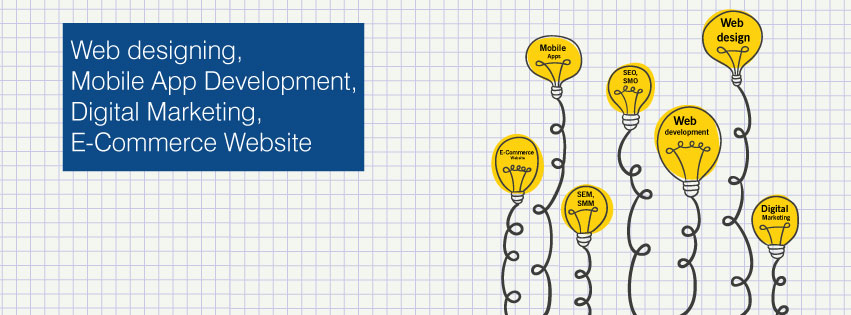 Web designing,
Mobile App Development,
Digital Marketing,
E-Commerce Website
Mobile
Apps
SEO,
SMO
Web
design
Web
development
E-Commerce
Website
SEM,
SMM
Digital
Marketing